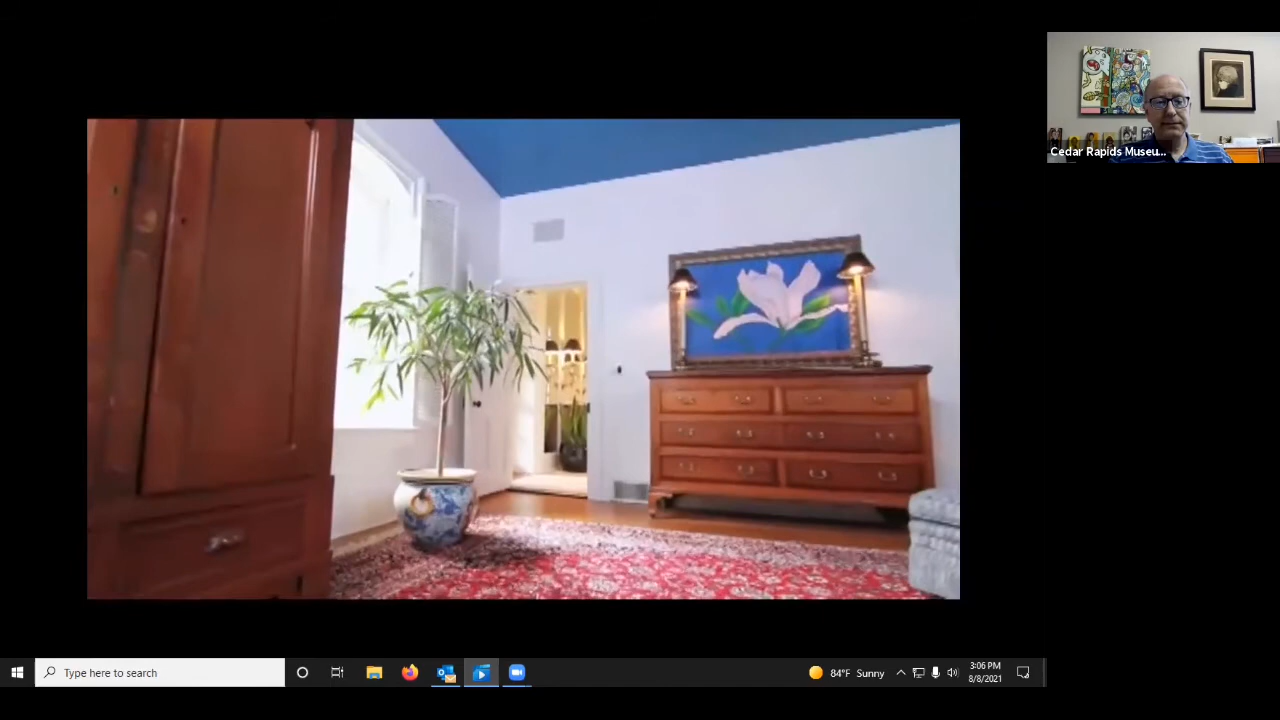 Cedar Rapids Museu...
Type here to search
84°F Sunny
3:06 PM
8/8/2021